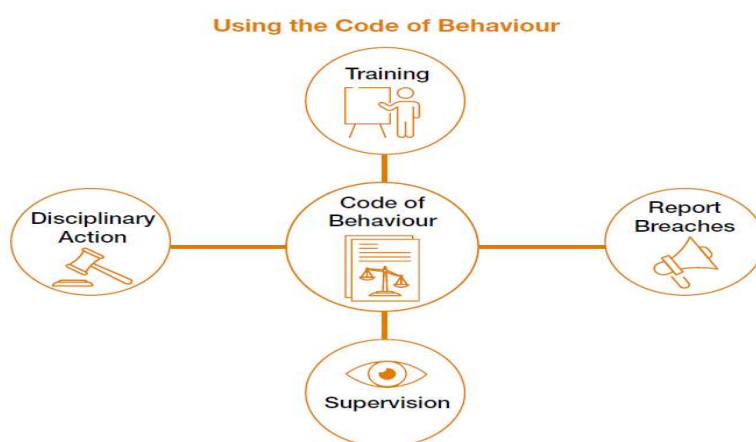 Using the Code of Behaviour
Training
Disciplinary
Action
Code of
Behaviour
Report
Breaches
Supervision